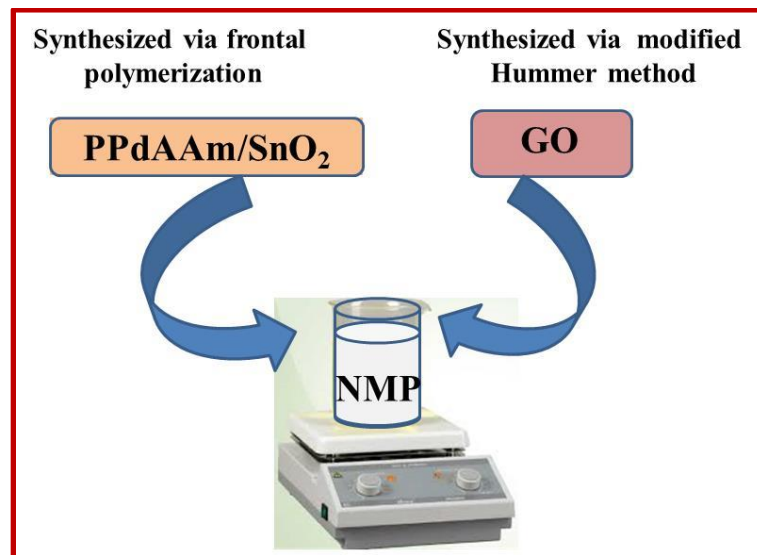 Synthesized via frontal
polymerization
Synthesized via modified
Hummer method
PPdAAm/SnO₂
GO
NMP